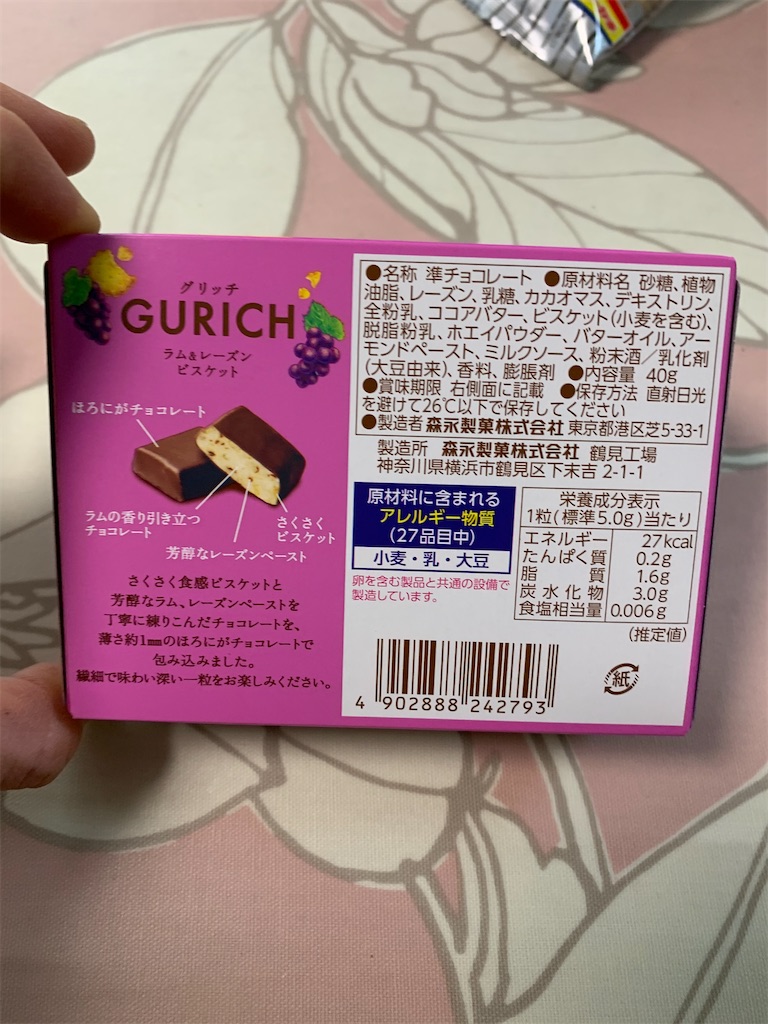 グリッチ
GURICH
ラム&レーズン
ビスケット
ほろにがチョコレート
ラムの香り引き立つ
チョコレート
さくさく
ビスケット
芳醇なレーズンペースト
さくさく食感ビスケットと
芳醇なラム、レーズンペーストを
丁寧に練りこんだチョコレートを、
薄さ約1㎜のほろにがチョコレートで
包み込みました。
繊細で味わい深い一粒をお楽しみください。
●名称 準チョコレート ●原材料名 砂糖、植物
油脂、レーズン、乳糖、カカオマス、デキストリン、
全粉乳、ココアバター、ビスケット(小麦を含む)、
脱脂粉乳、ホエイパウダー、バターオイル、アー
モンドペースト、ミルクソース、粉末酒/乳化剤
(大豆由来)、香料、膨脹剤 ●内容量 40g
●賞味期限 右側面に記載 ●保存方法 直射日光
を避けて26℃以下で保存してください
●製造者 森永製菓株式会社 東京都港区芝5-33-1
製造所 森永製菓株式会社 鶴見工場
神奈川県横浜市鶴見区下末吉 2-1-1
原材料に含まれる
アレルギー物質
(27品目中)
小麦・乳・大豆
卵を含む製品と共通の設備で
製造しています。
栄養成分表示
1粒(標準5.0g)当たり
エネルギー 27kcal
たんぱく質 0.2g
脂質 1.6g
炭水化物 3.0g
食塩相当量 0.006g
(推定値)
4 902888 242793
紙